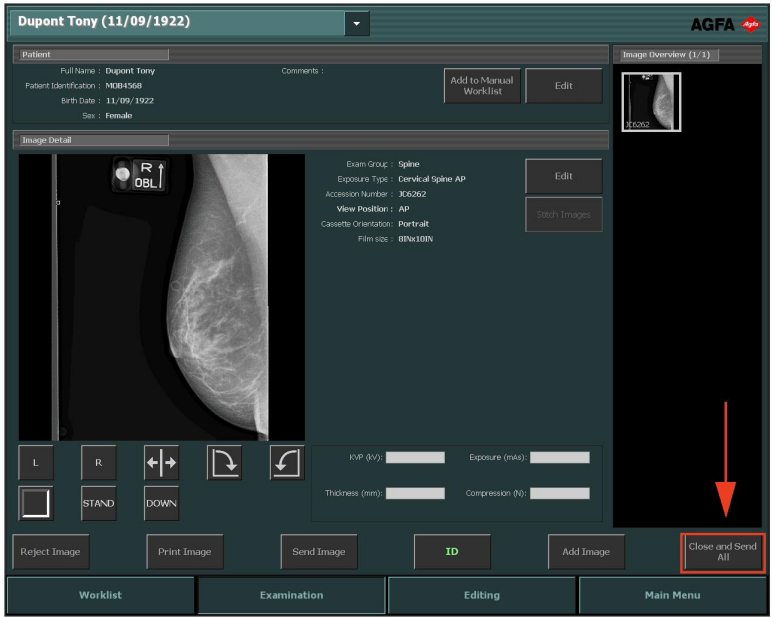 Dupont Tony (11/09/1922)
AGFA
Agfa
Patient
Full Name : Dupont Tony
Patient Identification : MOB4568
Birth Date : 11/09/1922
Sex : Female
Comments :
Add to Manual
Worklist
Edit
Image Overview (1/1)
JC6262
Image Detail
R
OBL
Exam Group : Spine
Exposure Type : Cervical Spine AP
Accession Number : JC6262
View Position : AP
Cassette Orientation: Portrait
Film size : 8INx10IN
Edit
Stitch Images
L
R
STAND
DOWN
KVP (kV):
Exposure (mAs):
Thickness (mm):
Compression (N):
Reject Image
Print Image
Send Image
ID
Add Image
Close and Send
All
Worklist
Examination
Editing
Main Menu